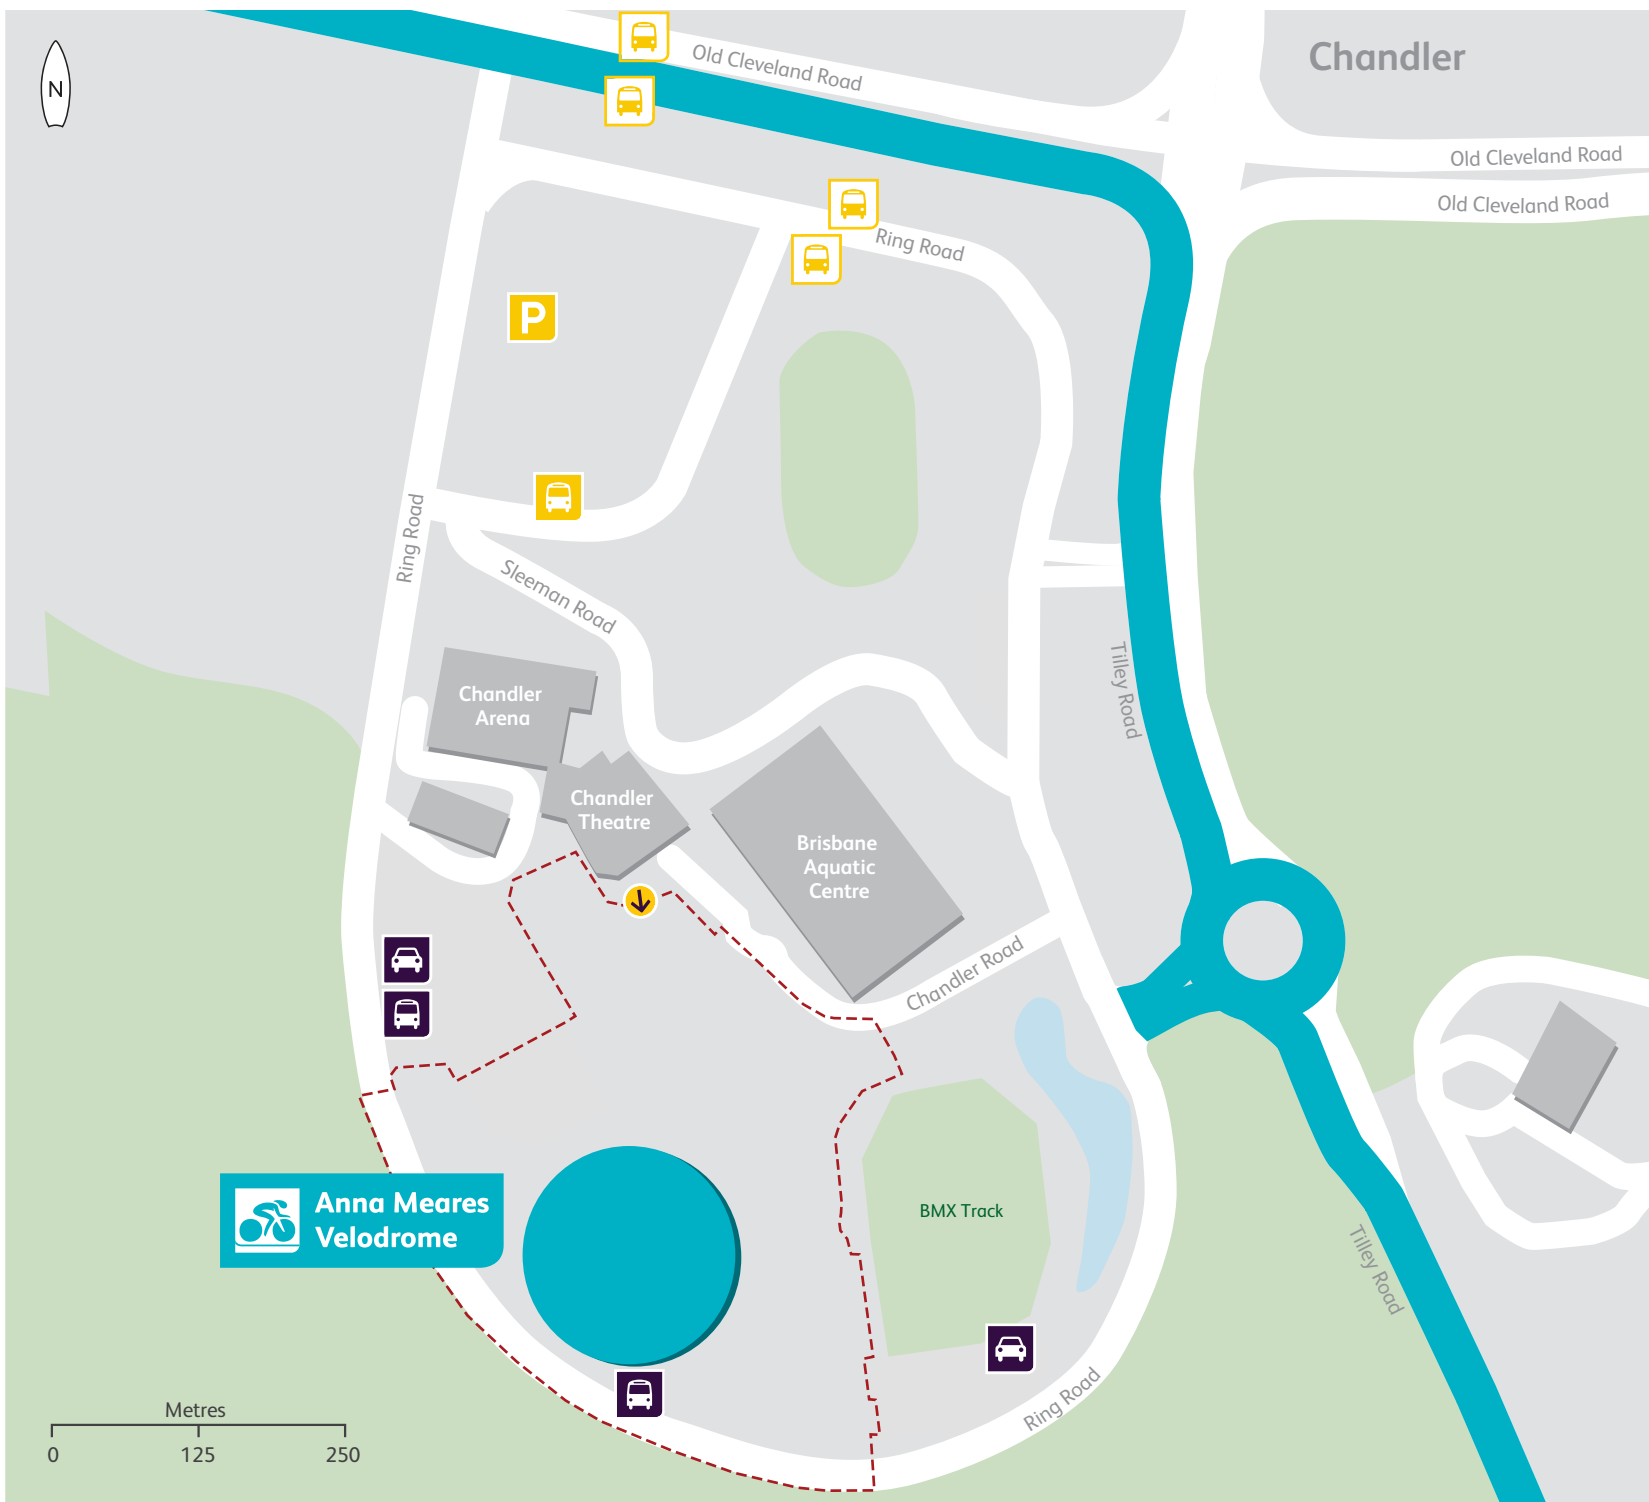 N
Old Cleveland Road
Chandler
Old Cleveland Road
Old Cleveland Road
Ring Road
P
Ring Road
Sleeman Road
Tilley Road
Chandler
Arena
Chandler
Theatre
Brisbane
Aquatic
Centre
Chandler Road
Anna Meares
Velodrome
BMX Track
Tilley Road
Ring Road
Metres
0 125 250